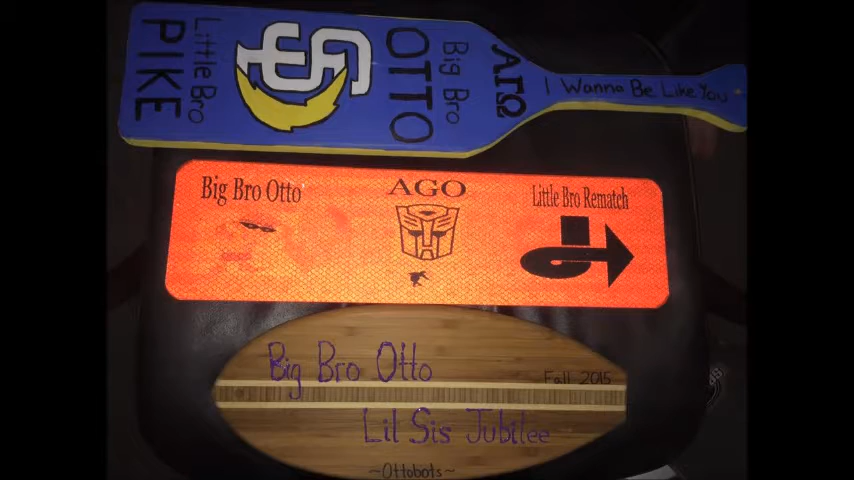 PIKE
Little Bro
SD
OTTO
Big Bro
ΑΓΩ
I Wanna Be Like You
Big Bro Otto
AGO
Little Bro Rematch
Big Bro Otto
Fall 2015
Lil Sis Jubilee
~Ottobots~